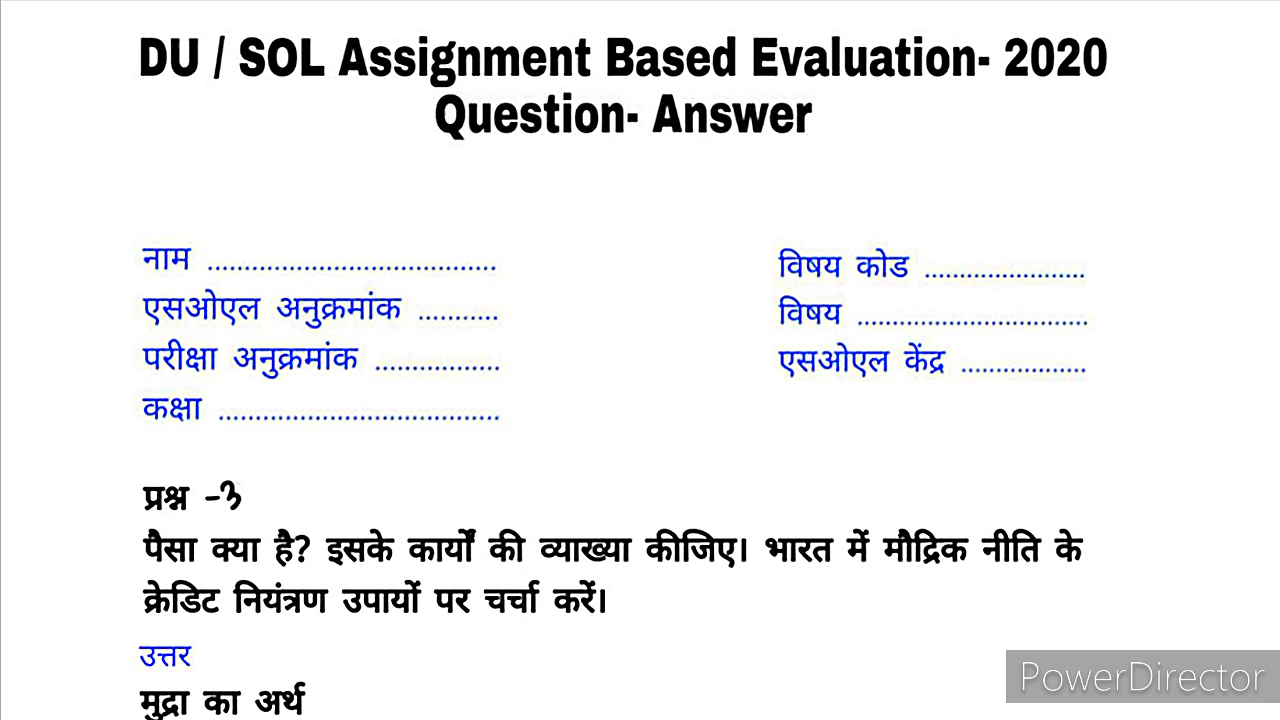 DU / SOL Assignment Based Evaluation- 2020
Question- Answer
नाम ........................................
एसओएल अनुक्रमांक ...........
परीक्षा अनुक्रमांक .................
कक्षा .......................................
विषय कोड ......................
विषय .................................
एसओएल केंद्र ..................
प्रश्न -3
पैसा क्या है? इसके कार्यों की व्याख्या कीजिए। भारत में मौद्रिक नीति के
क्रेडिट नियंत्रण उपायों पर चर्चा करें।
उत्तर
मुद्रा का अर्थ
PowerDirector